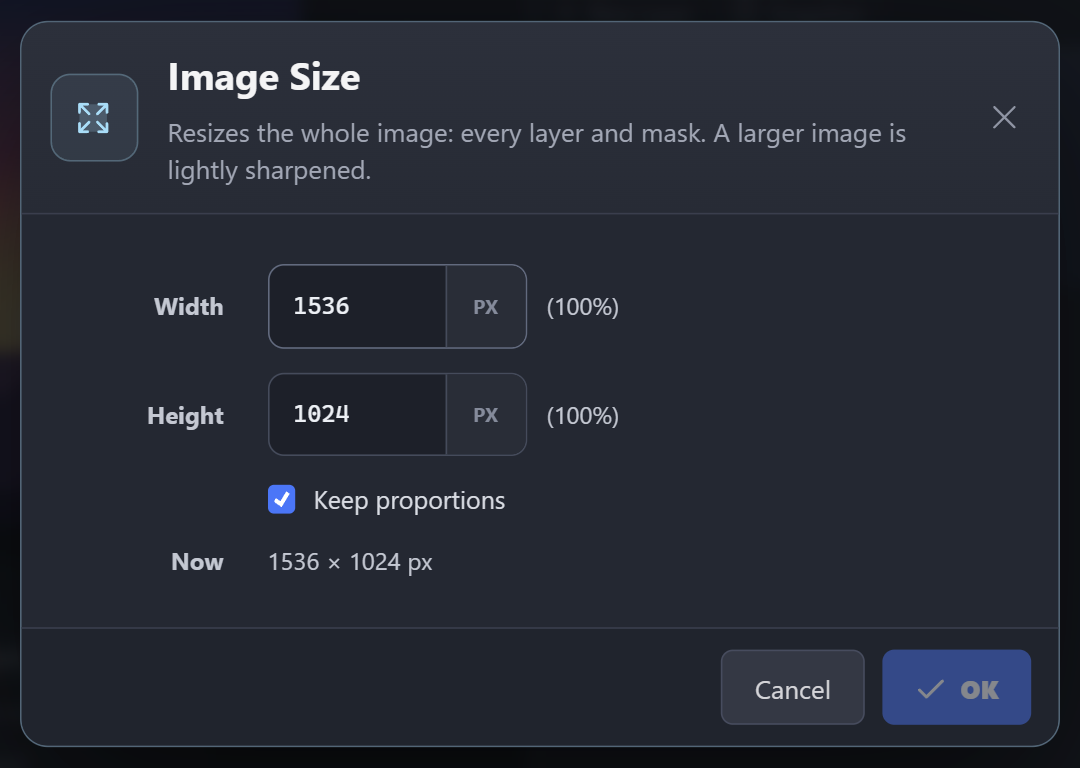 Image Size
Resizes the whole image: every layer and mask. A larger image is
lightly sharpened.
Width 1536 PX (100%)
Height 1024 PX (100%)
Keep proportions
Now 1536 × 1024 px
Cancel OK